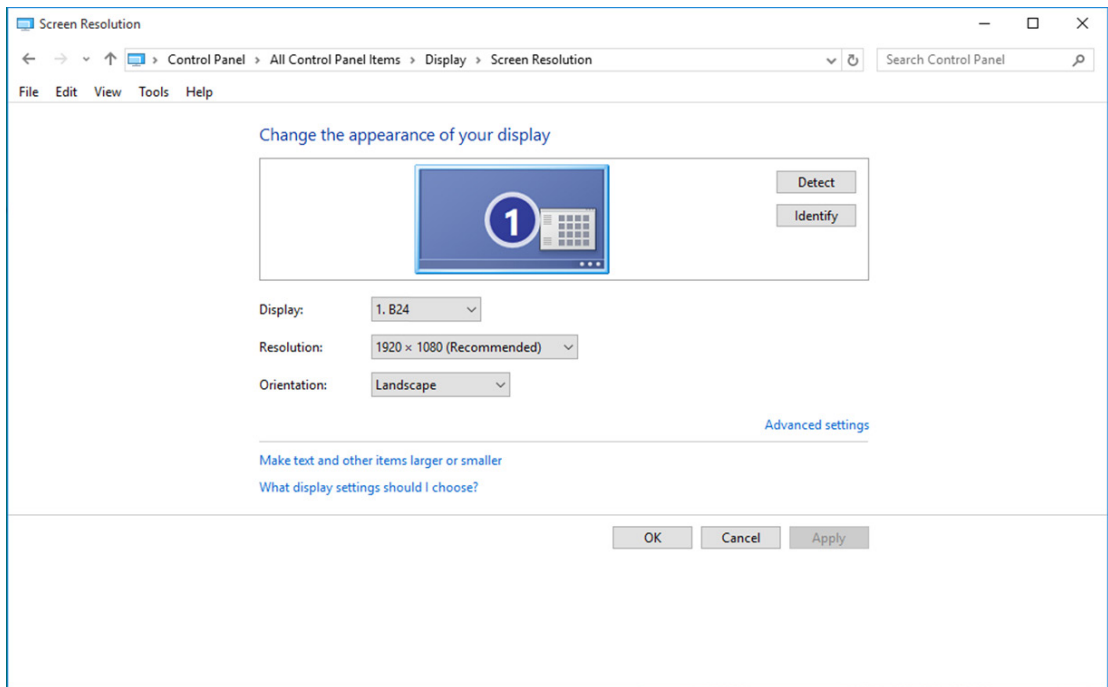 Screen Resolution
Control Panel > All Control Panel Items > Display > Screen Resolution
Search Control Panel
File Edit View Tools Help
Change the appearance of your display
1
Detect
Identify
Display: 1. B24
Resolution: 1920 × 1080 (Recommended)
Orientation: Landscape
Advanced settings
Make text and other items larger or smaller
What display settings should I choose?
OK Cancel Apply